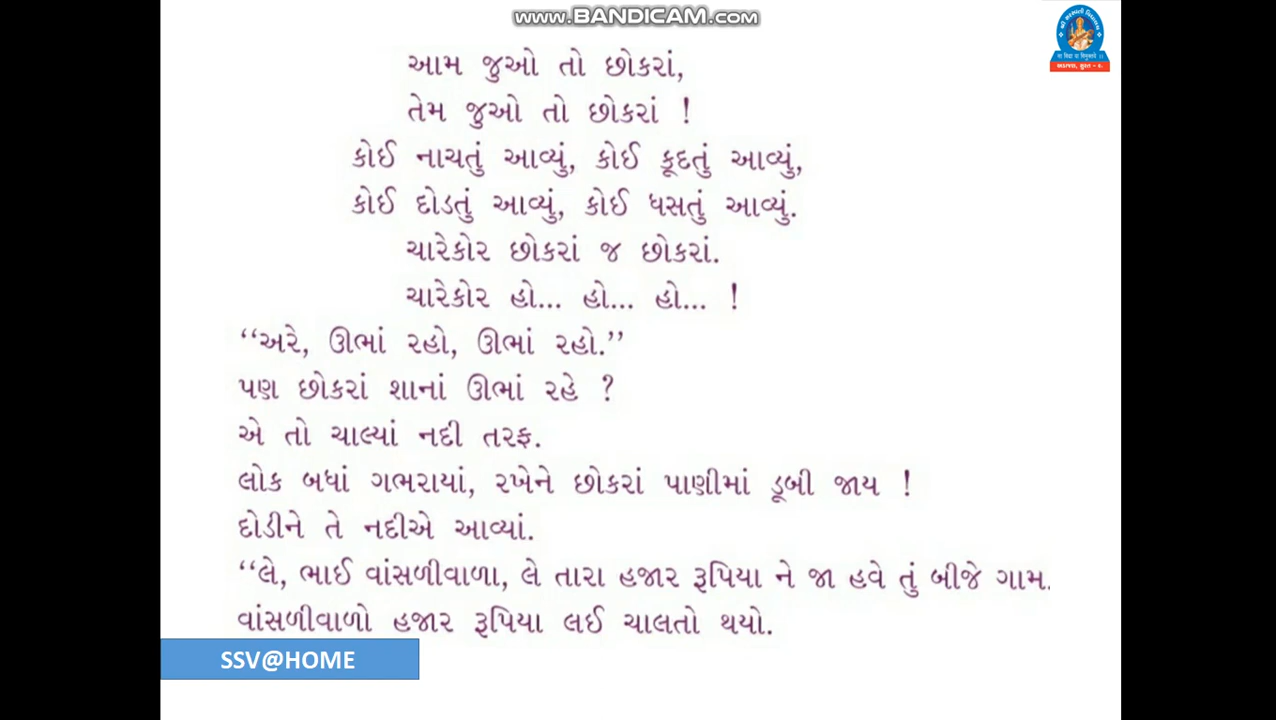 www.BANDICAM.com
આમ જુઓ તો છોકરાં,
તેમ જુઓ તો છોકરાં !
કોઈ નાચતું આવ્યું, કોઈ કૂદતું આવ્યું,
કોઈ દોડતું આવ્યું, કોઈ ધસતું આવ્યું.
ચારેકોર છોકરાં જ છોકરાં.
ચારેકોર હો... હો... હો... !
“અરે, ઊભાં રહો, ઊભાં રહો.”
પણ છોકરાં શાનાં ઊભાં રહે ?
એ તો ચાલ્યાં નદી તરફ.
લોક બધાં ગભરાયાં, રખેને છોકરાં પાણીમાં ડૂબી જાય !
દોડીને તે નદીએ આવ્યાં.
“લે, ભાઈ વાંસળીવાળા, લે તારા હજાર રૂપિયા ને જા હવે તું બીજે ગામ.
વાંસળીવાળો હજાર રૂપિયા લઈ ચાલતો થયો.
SSV@HOME